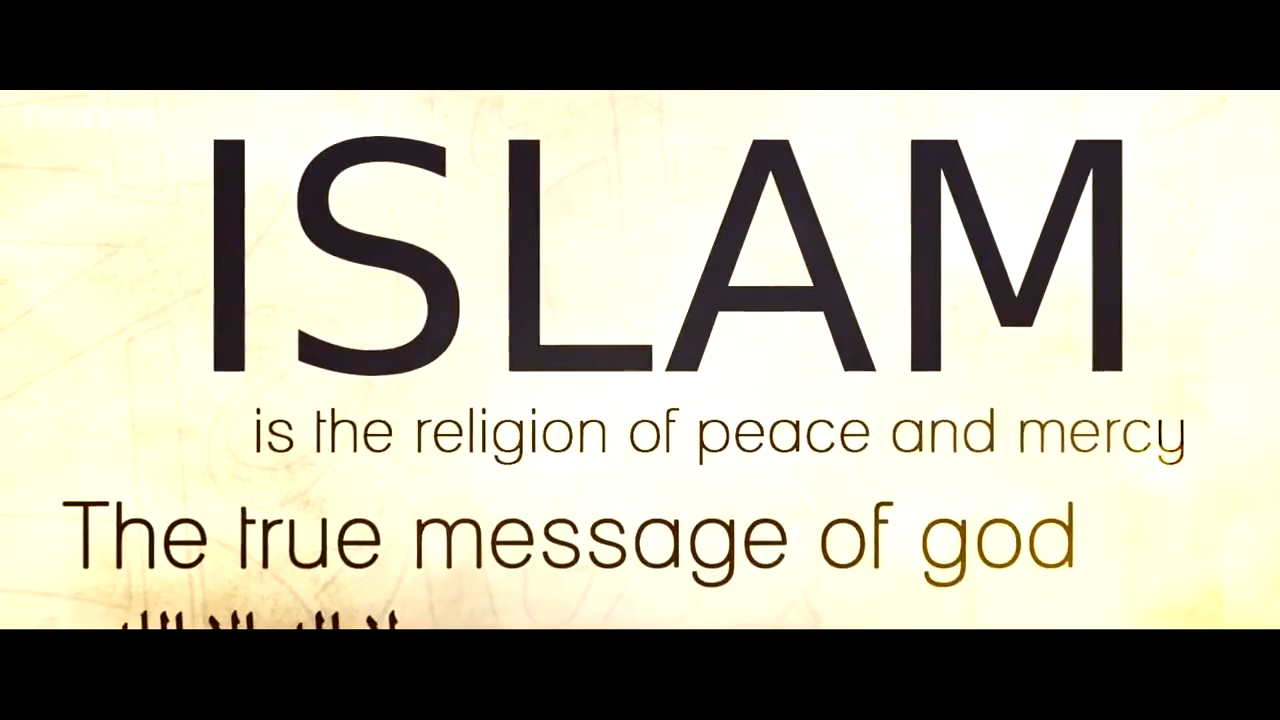 ISLAM
is the religion of peace and mercy
The true message of god